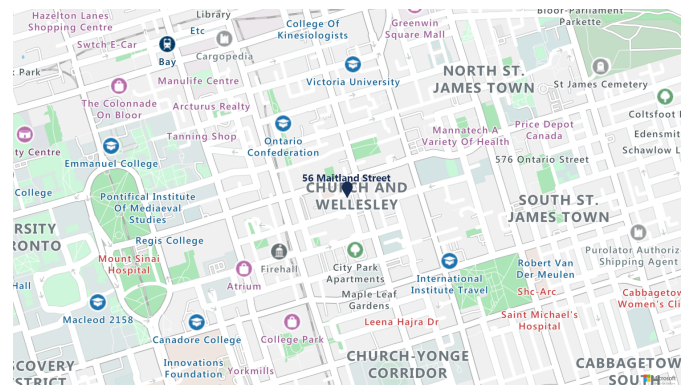 Hazelton Lanes
Shopping Centre
Library
Etc
College Of
Kinesiologists
Greenwin
Square Mall
Bloor-Parliament
Parkette
Swtch E-Car
Cargopedia
Bay
: Park
Manulife Centre
Victoria University
NORTH ST.
JAMES TOWN
St James Cemetery
The Colonnade
On Bloor
Arcturus Realty
Coltsfoot
Mannatech A
Variety Of Health
Price Depot
Canada
Tanning Shop
Ontario
Confederation
Edensmit
Schawlow L
ty Centre
Emmanuel College
576 Ontario Street
56 Maitland Street
CHURCH AND
WELLESLEY
College
Pontifical Institute
Of Mediaeval
Studies
SOUTH ST.
JAMES TOWN
RSITY
RONTO
Regis College
Mount Sinai
Hospital
Firehall
City Park
Apartments
Purolator Authoriz
Shipping Agent
Robert Van
Der Meulen
International
Institute Travel
Hall
Atrium
Maple Leaf
Gardens
Shc-Arc
Cabbagetow
Women's Cli
Macleod 2158
Leena Hajra Dr
Saint Michael's
Hospital
Canadore College
College Park
CHURCH-YONGE
CORRIDOR
Innovations
Foundation
Yorkmills
SCOVERY
STRICT
CABBAGETOW
SOUTH
Microsoft